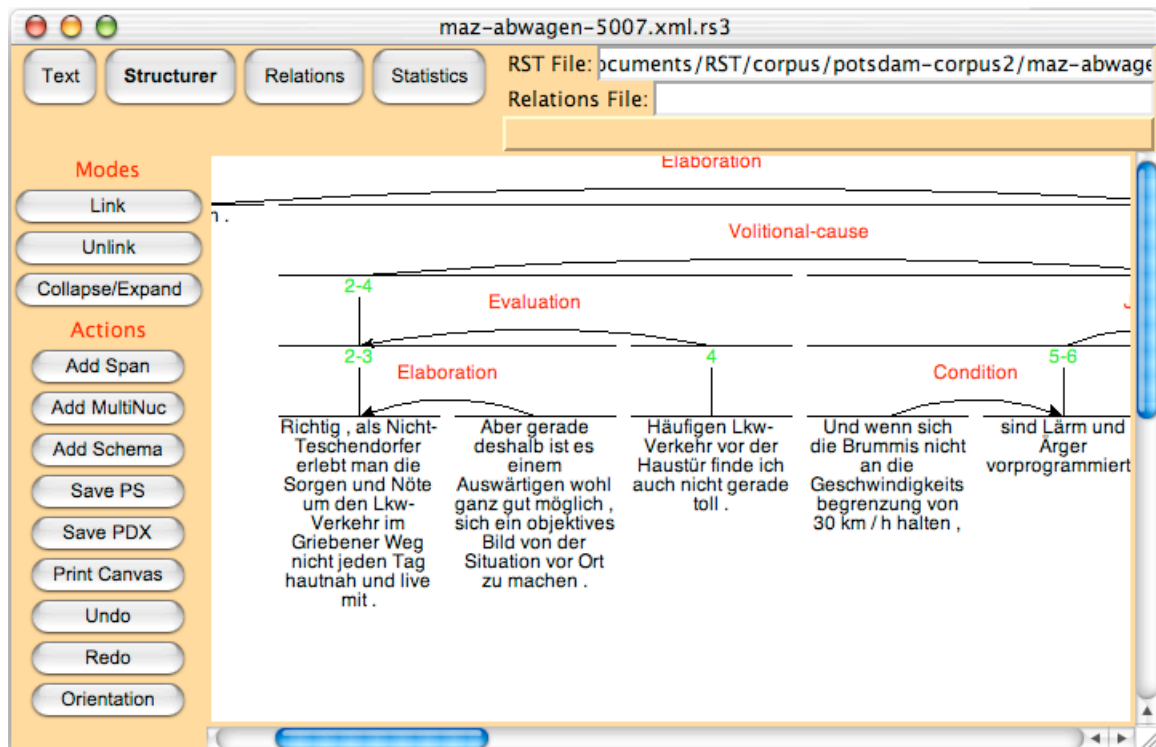 maz-abwagen-5007.xml.rs3
Text
Structurer
Relations
Statistics
RST File: ocuments/RST/corpus/potsdam-corpus2/maz-abwage
Relations File:
Modes
Link
Unlink
Collapse/Expand
Actions
Add Span
Add MultiNuc
Add Schema
Save PS
Save PDX
Print Canvas
Undo
Redo
Orientation
Elaboration
n .
Volitional-cause
2-4
Evaluation
2-3
4
5-6
Elaboration
Condition
Richtig , als Nicht-
Teschendorfer
erlebt man die
Sorgen und Nöte
um den Lkw-
Verkehr im
Griebener Weg
nicht jeden Tag
hautnah und live
mit .
Aber gerade
deshalb ist es
einem
Auswärtigen wohl
ganz gut möglich ,
sich ein objektives
Bild von der
Situation vor Ort
zu machen .
Häufigen Lkw-
Verkehr vor der
Haustür finde ich
auch nicht gerade
toll .
Und wenn sich
die Brummis nicht
an die
Geschwindigkeits
begrenzung von
30 km / h halten ,
sind Lärm und
Ärger
vorprogrammiert